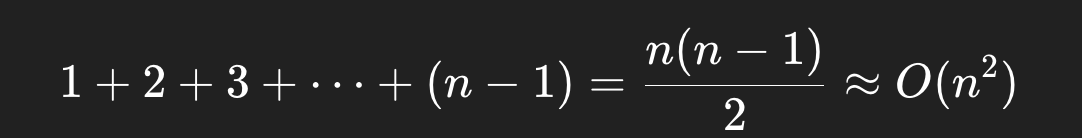 1 + 2 + 3 + ⋯ + (n − 1) = n(n − 1)/2 ≈ O(n²)